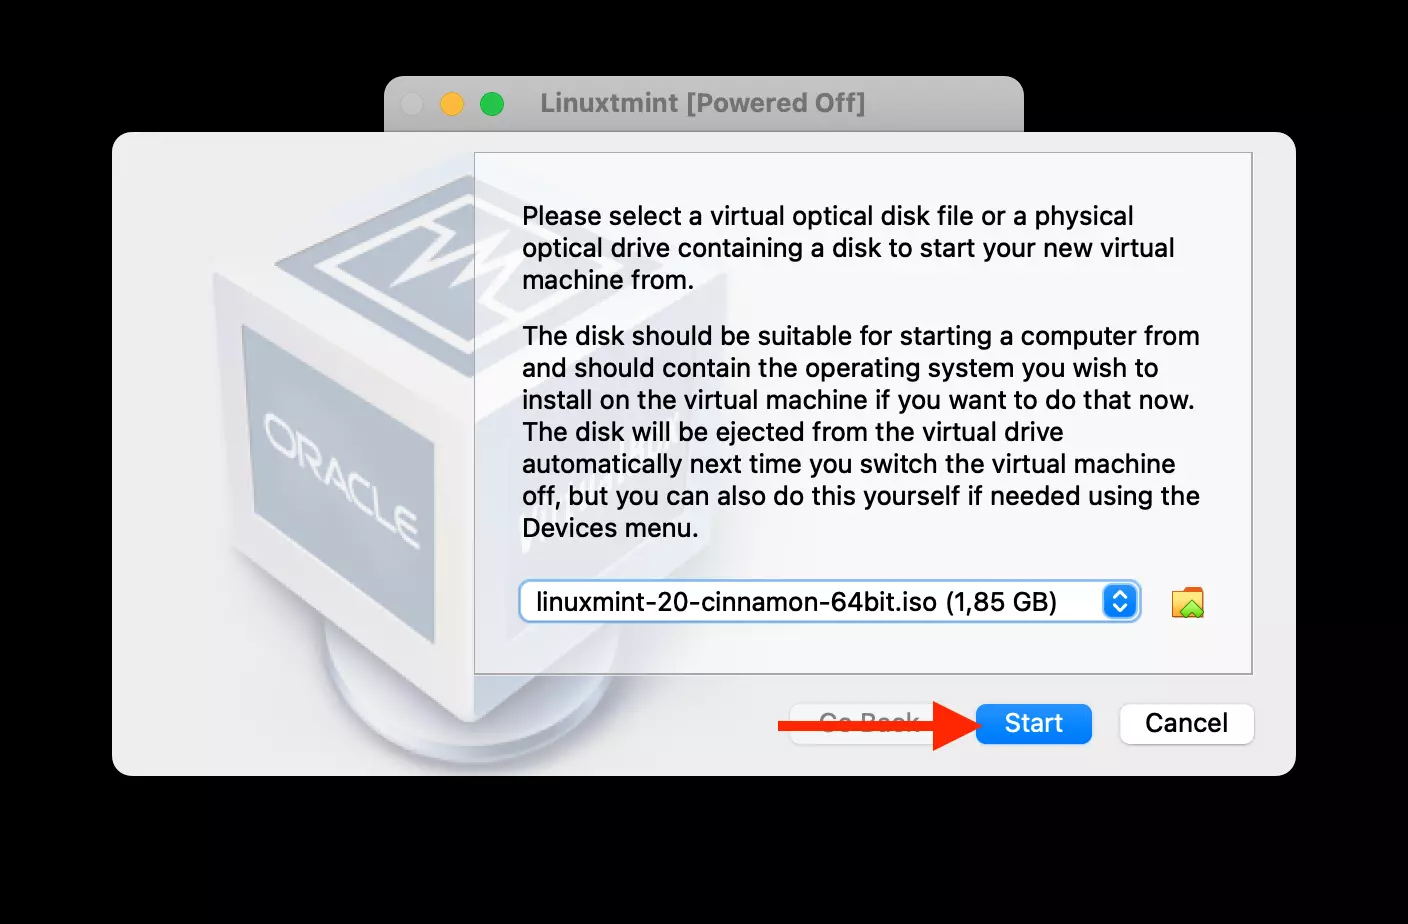 Linuxtmint [Powered Off]
Please select a virtual optical disk file or a physical
optical drive containing a disk to start your new virtual
machine from.
The disk should be suitable for starting a computer from
and should contain the operating system you wish to
install on the virtual machine if you want to do that now.
The disk will be ejected from the virtual drive
automatically next time you switch the virtual machine
off, but you can also do this yourself if needed using the
Devices menu.
ORACLE
VirtualBox
linuxmint-20-cinnamon-64bit.iso (1,85 GB)
Go Back
Start
Cancel